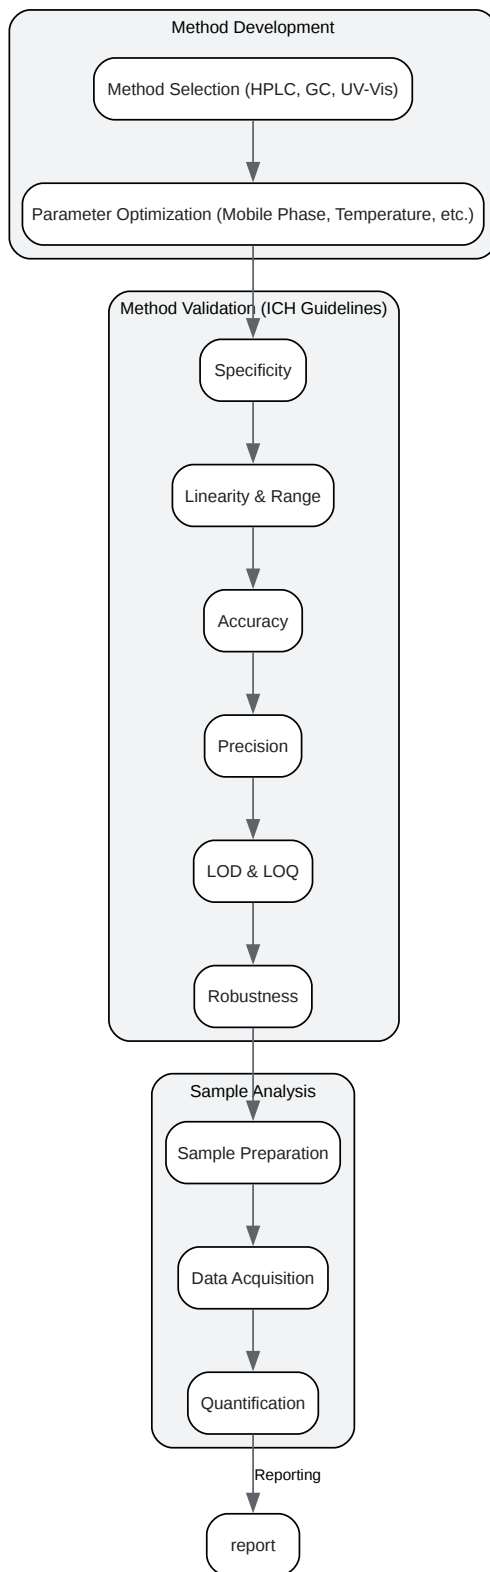 Method Development
Method Selection (HPLC, GC, UV-Vis)
Parameter Optimization (Mobile Phase, Temperature, etc.)
Method Validation (ICH Guidelines)
Specificity
Linearity & Range
Accuracy
Precision
LOD & LOQ
Robustness
Sample Analysis
Sample Preparation
Data Acquisition
Quantification
Reporting
report